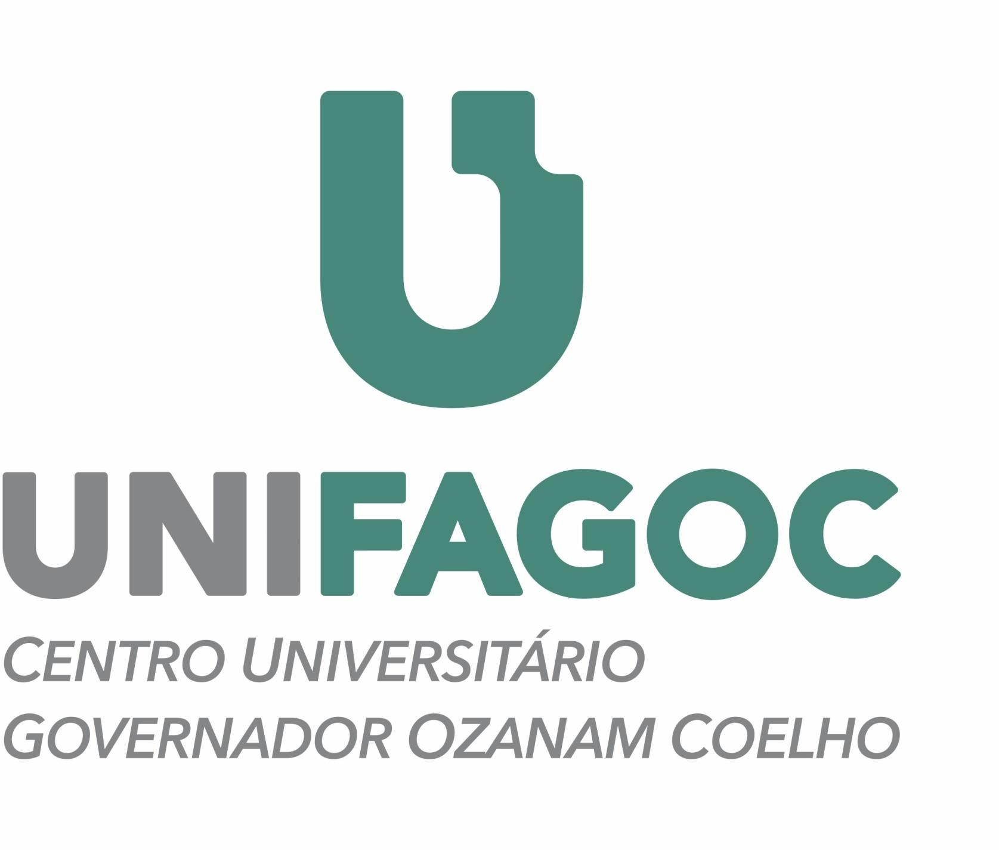 U
UNIFAGOC
CENTRO UNIVERSITÁRIO
GOVERNADOR OZANAM COELHO